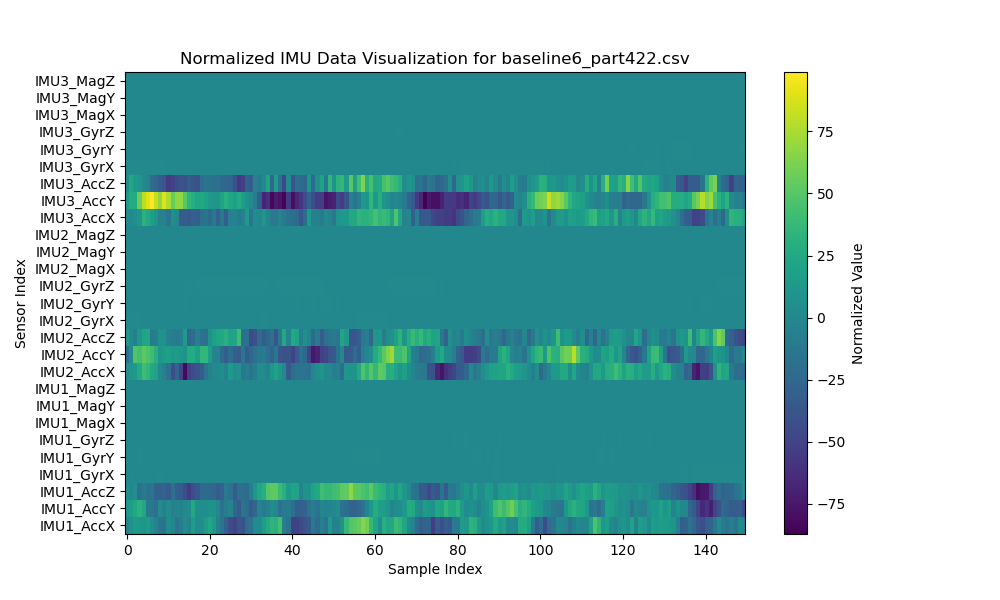 Normalized IMU Data Visualization for baseline6_part422.csv
IMU3_MagZ
IMU3_MagY
IMU3_MagX
IMU3_GyrZ
IMU3_GyrY
IMU3_GyrX
IMU3_AccZ
IMU3_AccY
IMU3_AccX
IMU2_MagZ
IMU2_MagY
IMU2_MagX
IMU2_GyrZ
IMU2_GyrY
IMU2_GyrX
IMU2_AccZ
IMU2_AccY
IMU2_AccX
IMU1_MagZ
IMU1_MagY
IMU1_MagX
IMU1_GyrZ
IMU1_GyrY
IMU1_GyrX
IMU1_AccZ
IMU1_AccY
IMU1_AccX
Sensor Index
0 20 40 60 80 100 120 140
Sample Index
75
50
25
0
−25
−50
−75
Normalized Value